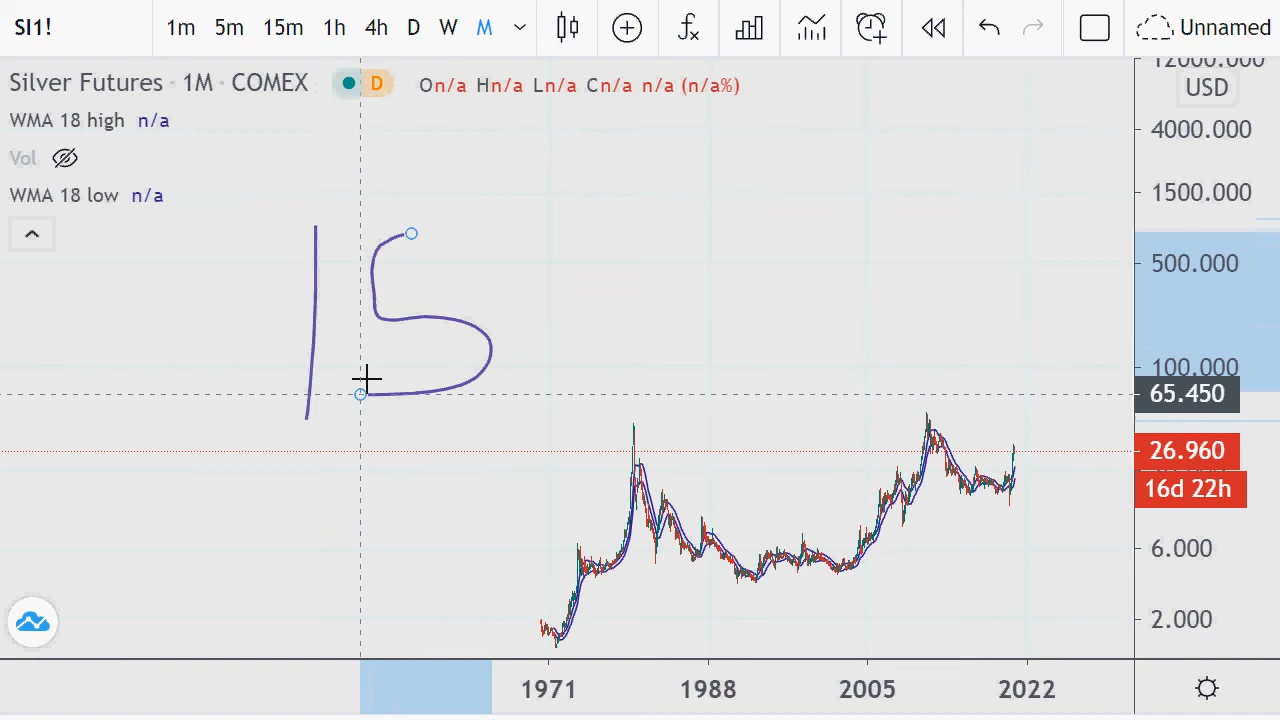 SI1! 1m 5m 15m 1h 4h D W M Unnamed
Silver Futures · 1M · COMEX D On/a Hn/a Ln/a Cn/a n/a (n/a%)
WMA 18 high n/a
Vol
WMA 18 low n/a
15
12000.000
USD
4000.000
1500.000
500.000
100.000
65.450
26.960
16d 22h
6.000
2.000
1971 1988 2005 2022